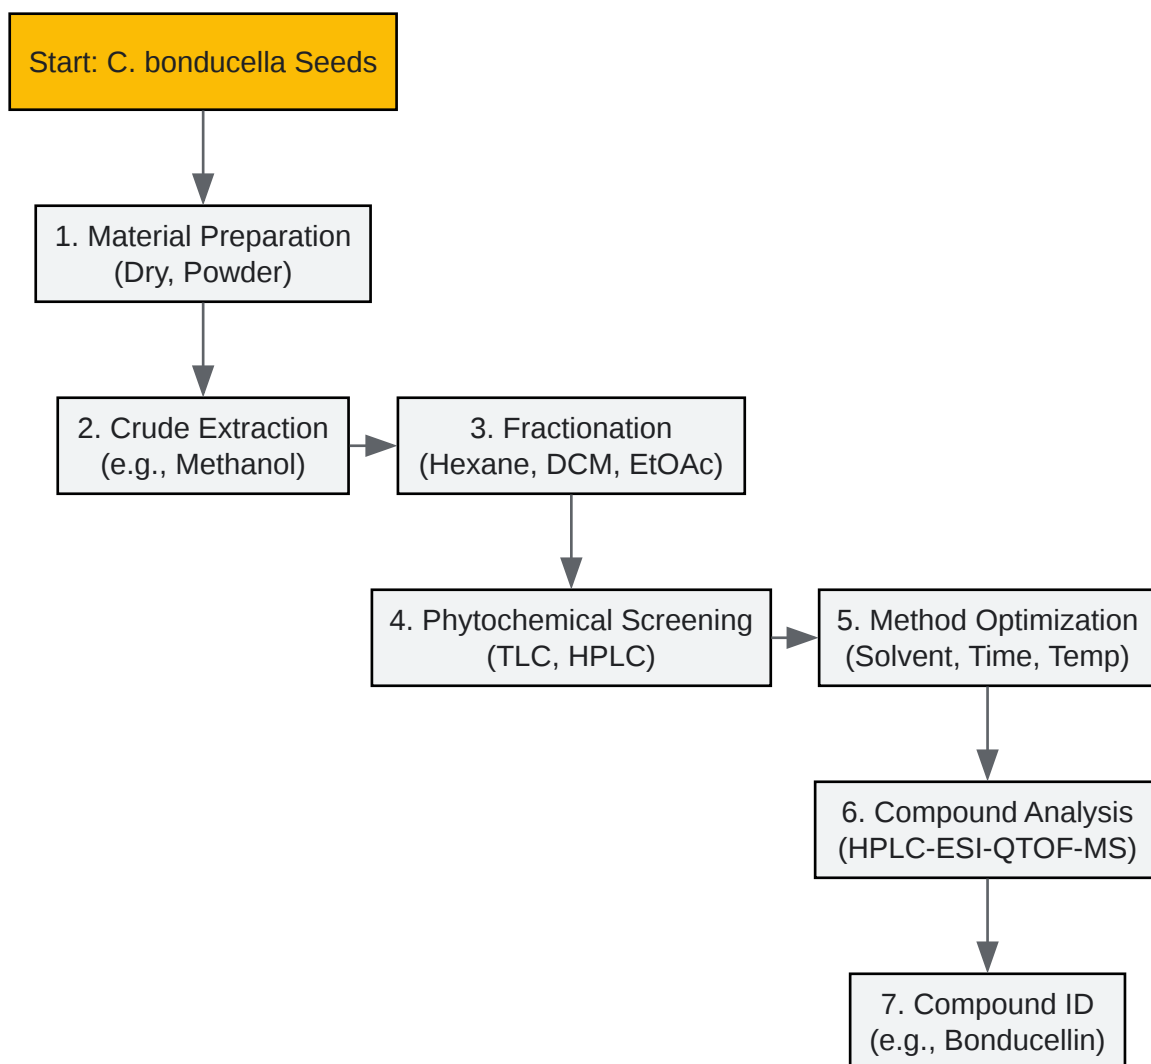 Start: C. bonducella Seeds
1. Material Preparation
(Dry, Powder)
2. Crude Extraction
(e.g., Methanol)
3. Fractionation
(Hexane, DCM, EtOAc)
4. Phytochemical Screening
(TLC, HPLC)
5. Method Optimization
(Solvent, Time, Temp)
6. Compound Analysis
(HPLC-ESI-QTOF-MS)
7. Compound ID
(e.g., Bonducellin)